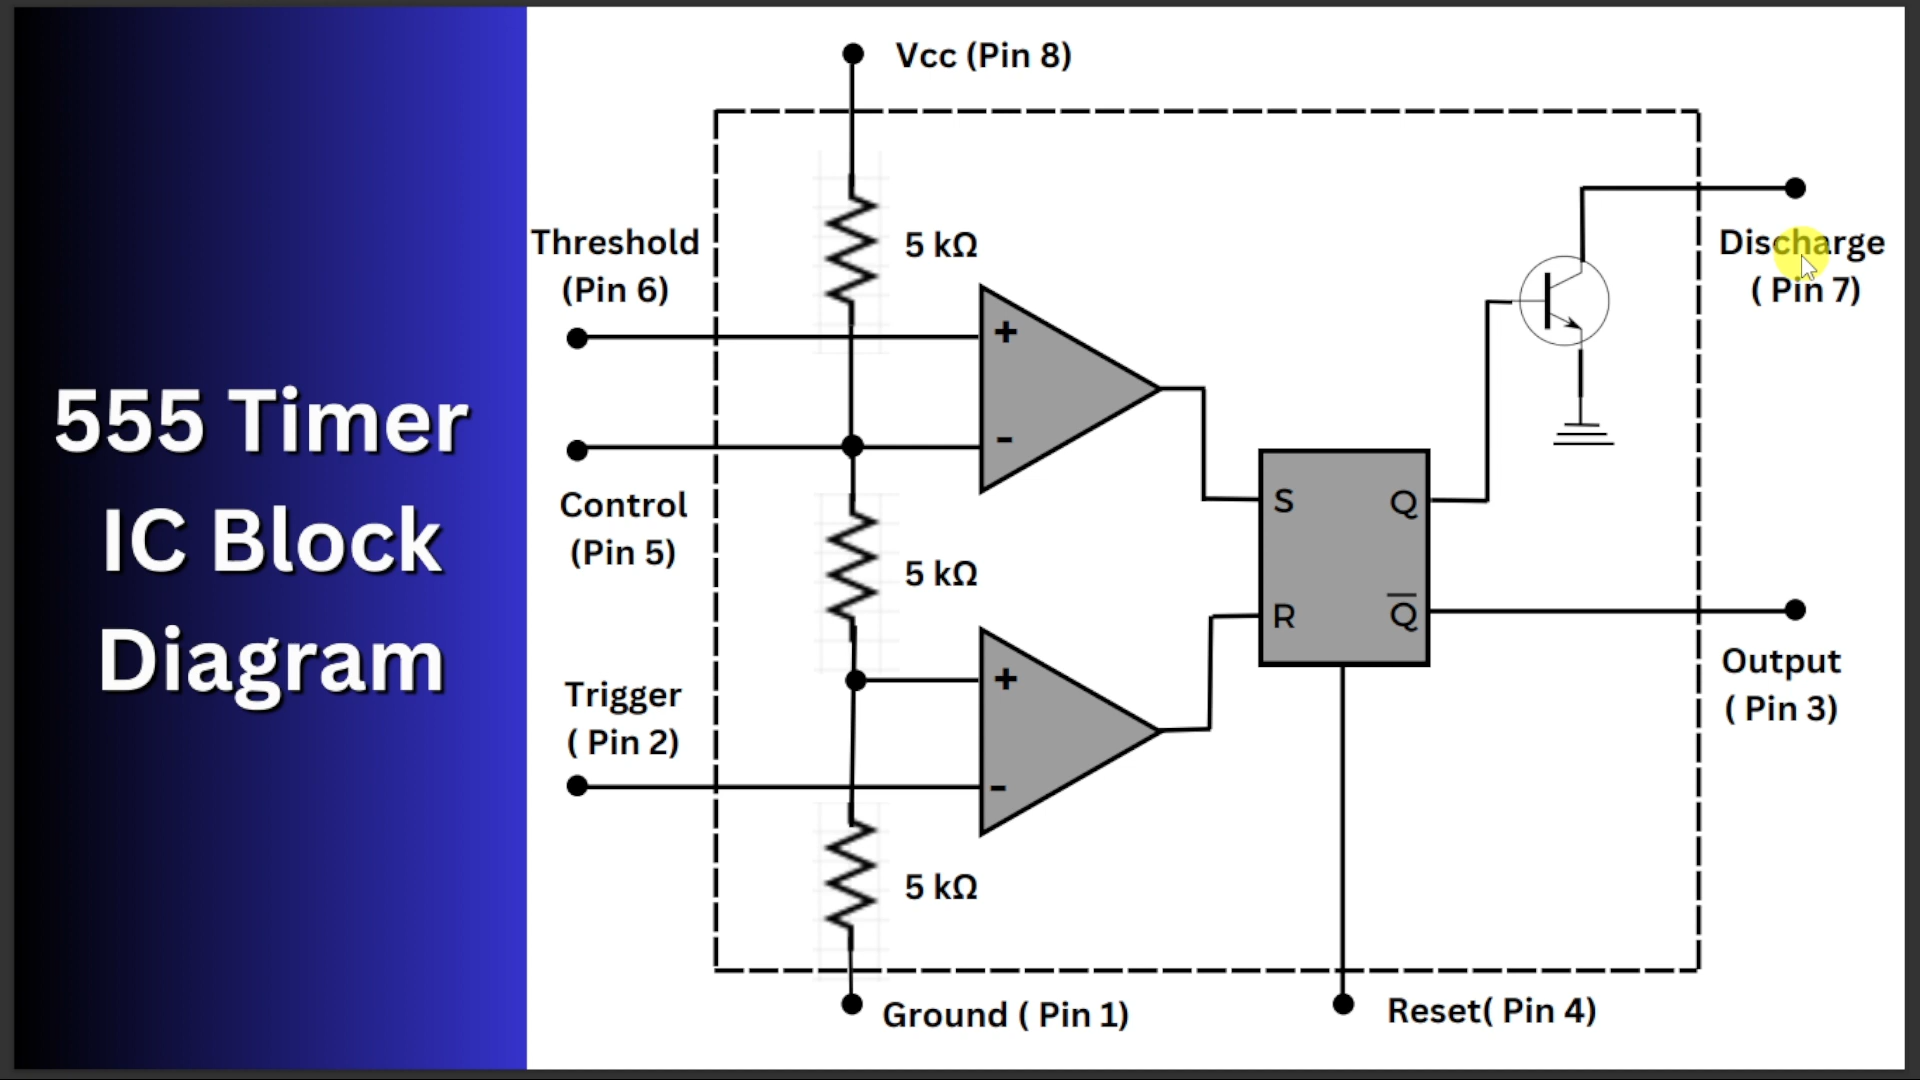 555 Timer
IC Block
Diagram
Vcc (Pin 8)
Threshold
(Pin 6)
5 kΩ
+
-
Control
(Pin 5)
5 kΩ
Trigger
( Pin 2)
+
-
5 kΩ
Ground ( Pin 1)
S
Q
R
Q̅
Reset( Pin 4)
Discharge
( Pin 7)
Output
( Pin 3)